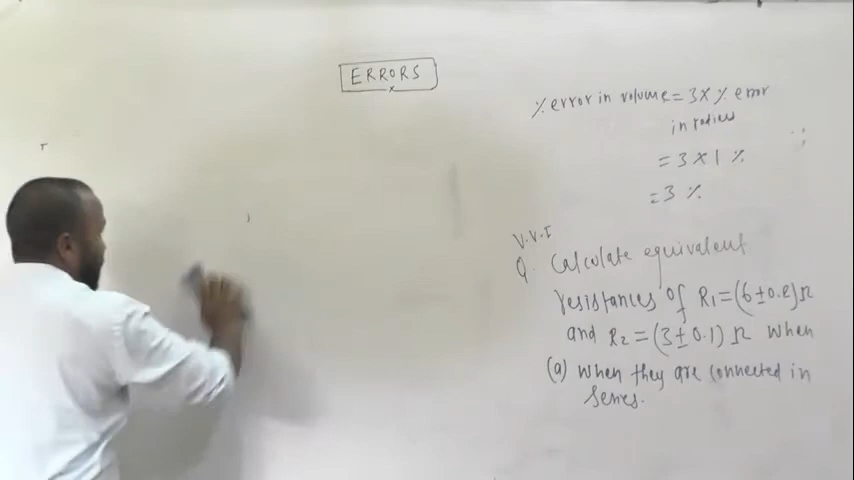 ERRORS
% error in volume = 3 x % error
in radius
= 3 x 1 %
= 3 %
V.V.I
Q. Calculate equivalent
resistances of R1 = (6 ± 0.2) Ω
and R2 = (3 ± 0.1) Ω when
(a) when they are connected in
Series.